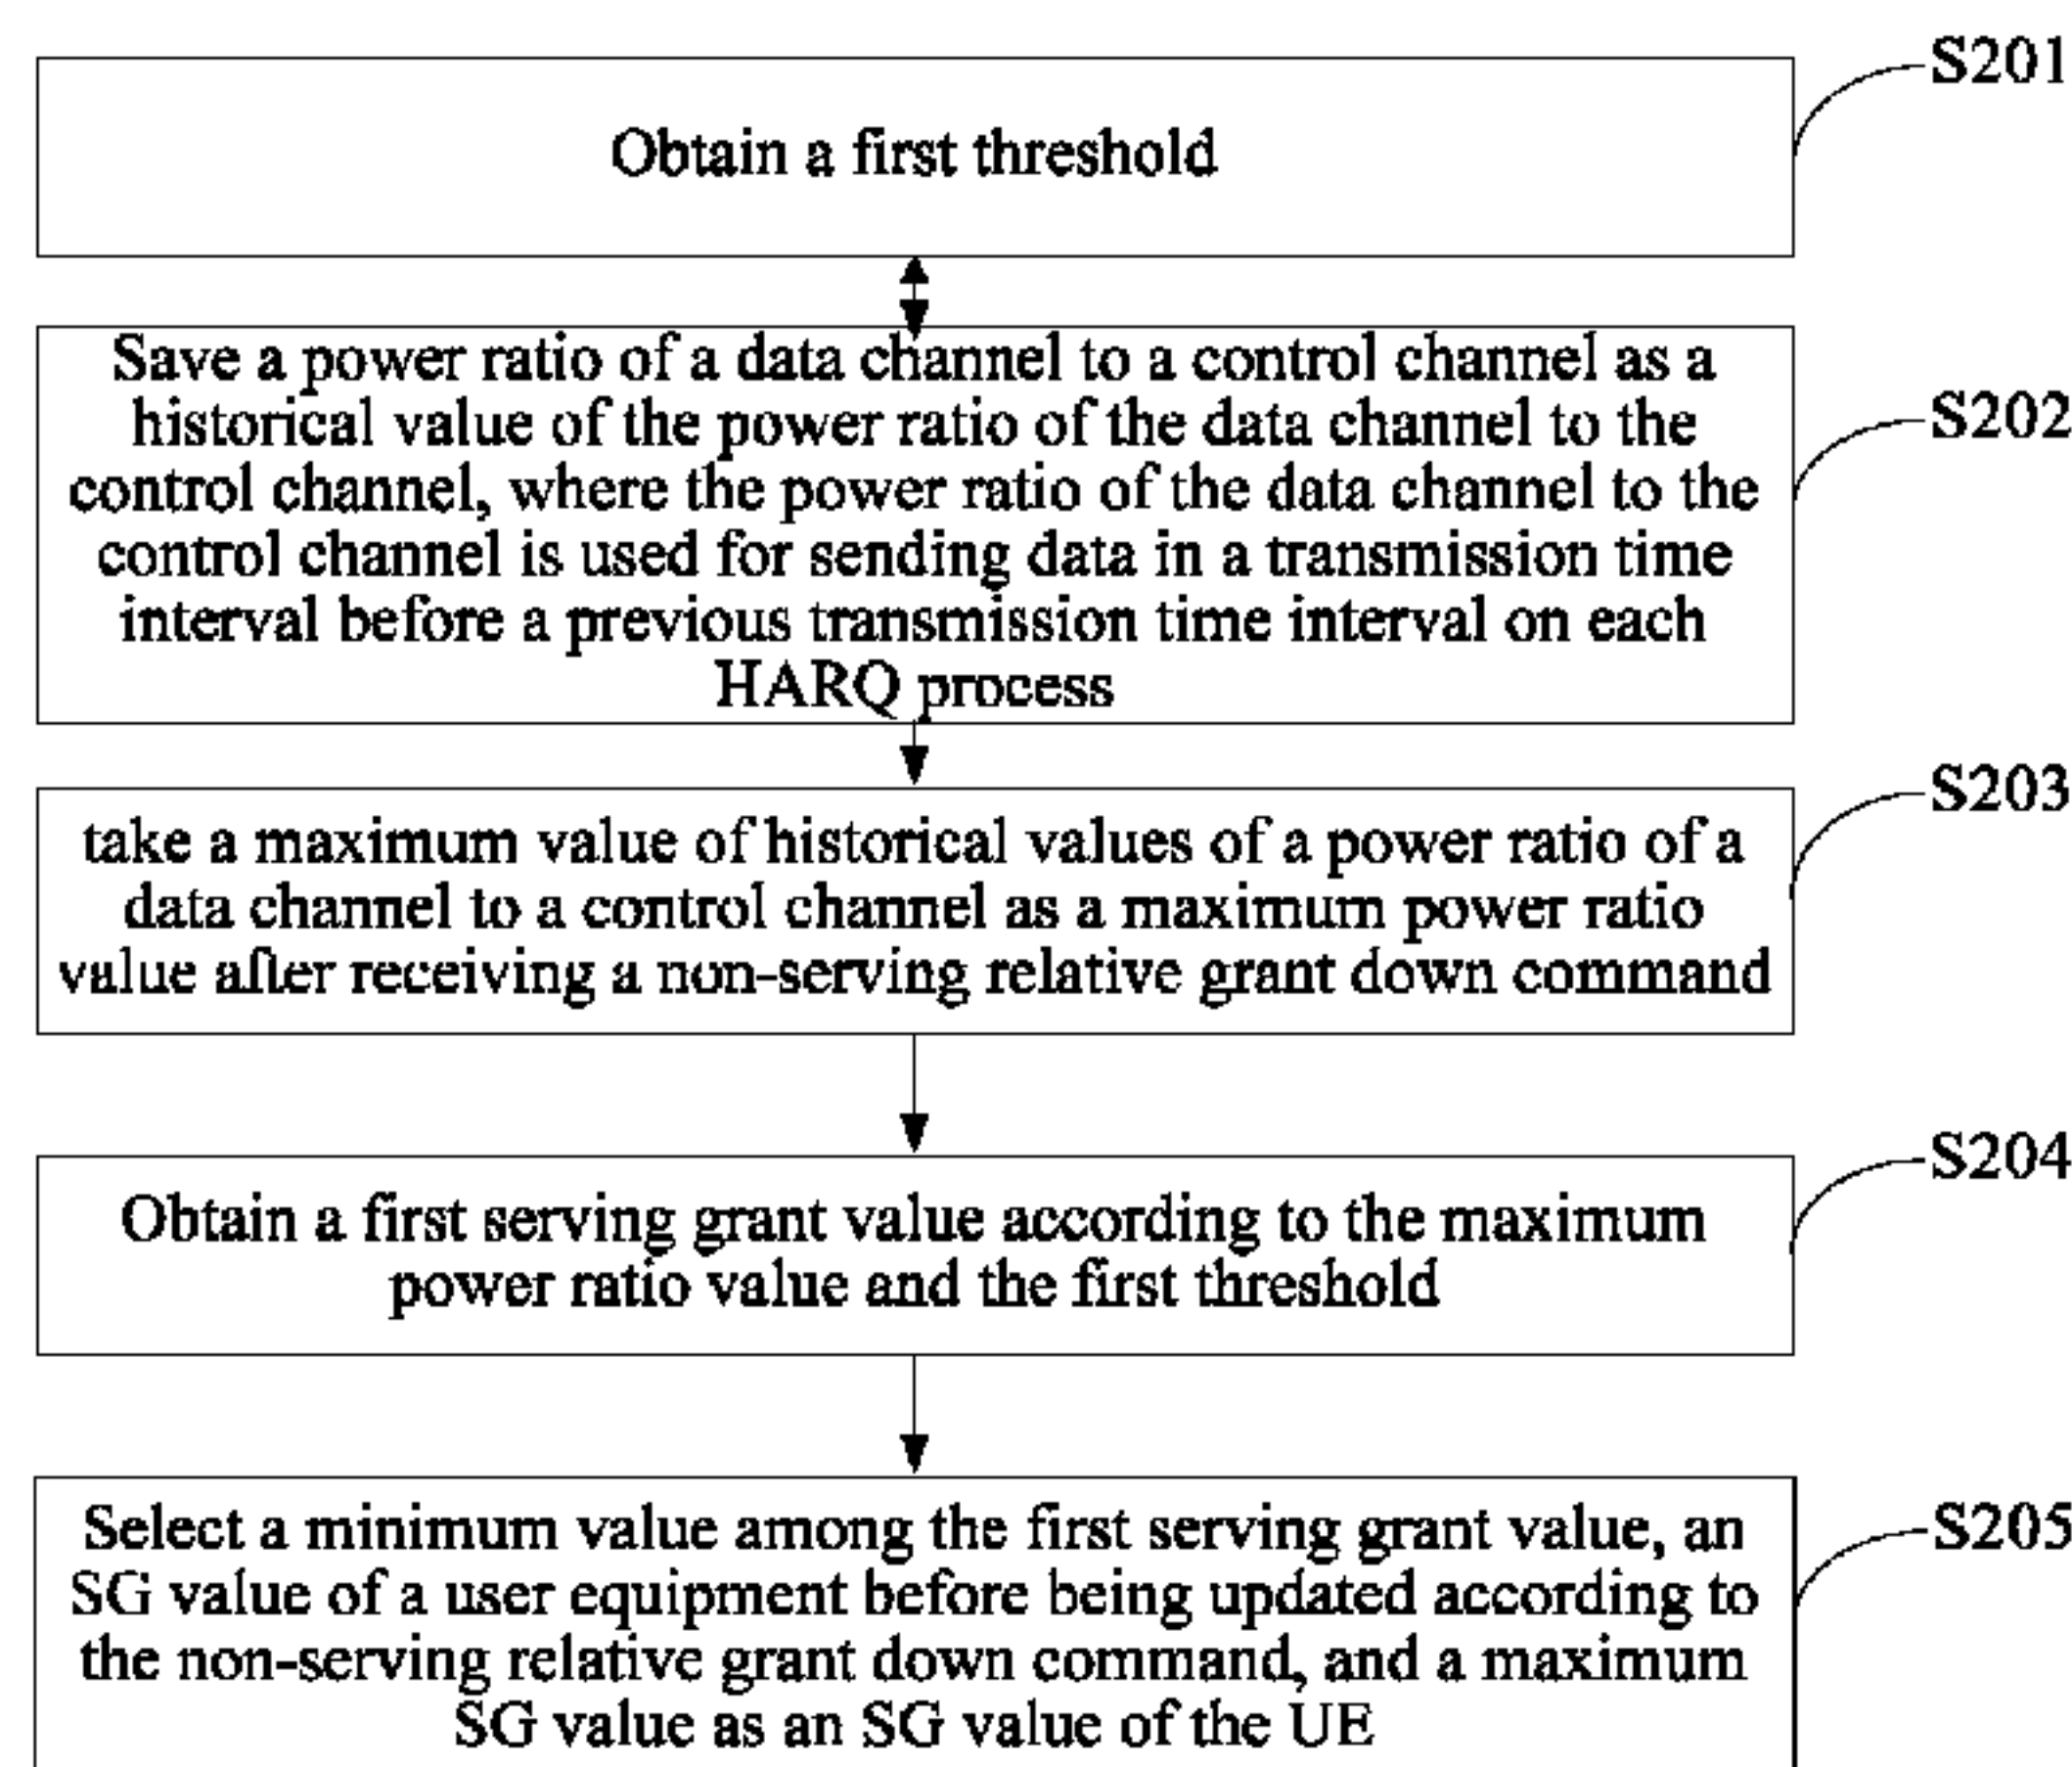 S201
Obtain a first threshold
Save a power ratio of a data channel to a control channel as a
historical value of the power ratio of the data channel to the
S202
control channel, where the power ratio of the data channel to the
control channel is used for sending data in a transmission time
interval before a previous transmission time interval on each
HARQ process
S203
take a maximum value of historical values of a power ratio of a
data channel to a control channel as a maximum power ratio
value after receiving a non-serving relative grant down command
S204
Obtain a first serving grant value according to the maximum
power ratio value and the first threshold
Select a minimum value among the first serving grant value, an
S205
SG value of a user equipment before being updated according to
the non-serving relative grant down command, and a maximum
SG value as an SG value of the UE